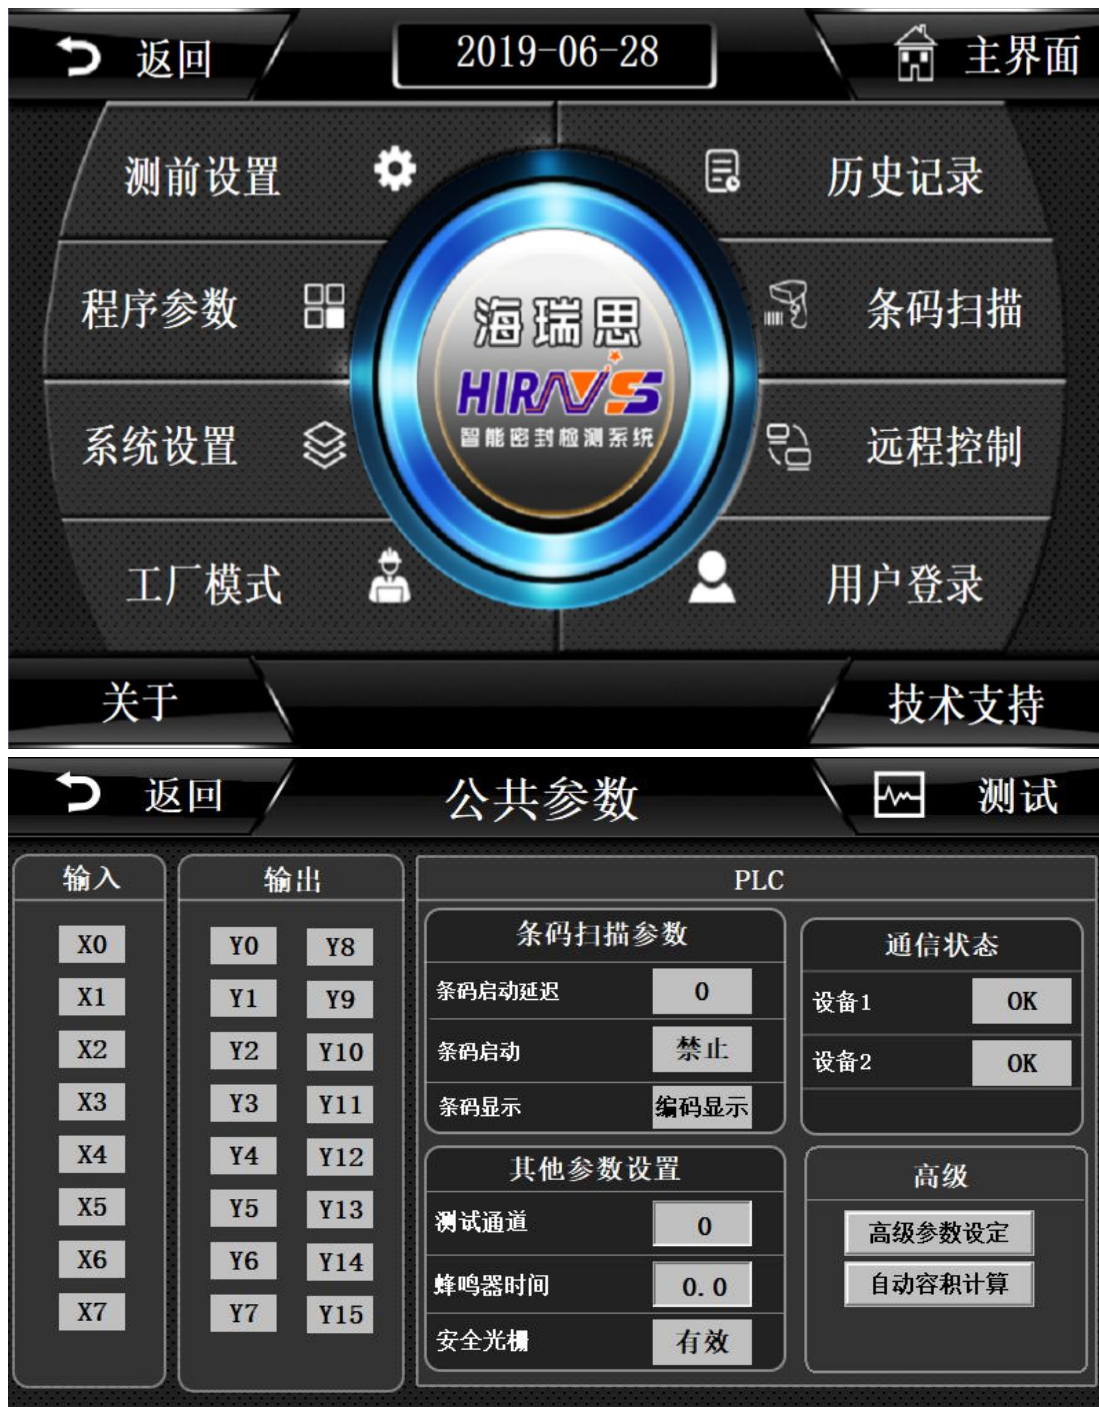 返回
2019-06-28
主界面
测前设置
历史记录
程序参数
条码扫描
海瑞思
HIRAYS
智能密封检测系统
系统设置
远程控制
工厂模式
用户登录
关于
技术支持
返回
公共参数
测试
输入
输出
PLC
X0
X1
X2
X3
X4
X5
X6
X7
Y0 Y8
Y1 Y9
Y2 Y10
Y3 Y11
Y4 Y12
Y5 Y13
Y6 Y14
Y7 Y15
条码扫描参数
条码启动延迟 0
条码启动 禁止
条码显示 编码显示
其他参数设置
测试通道 0
蜂鸣器时间 0.0
安全光栅 有效
通信状态
设备1 OK
设备2 OK
高级
高级参数设定
自动容积计算